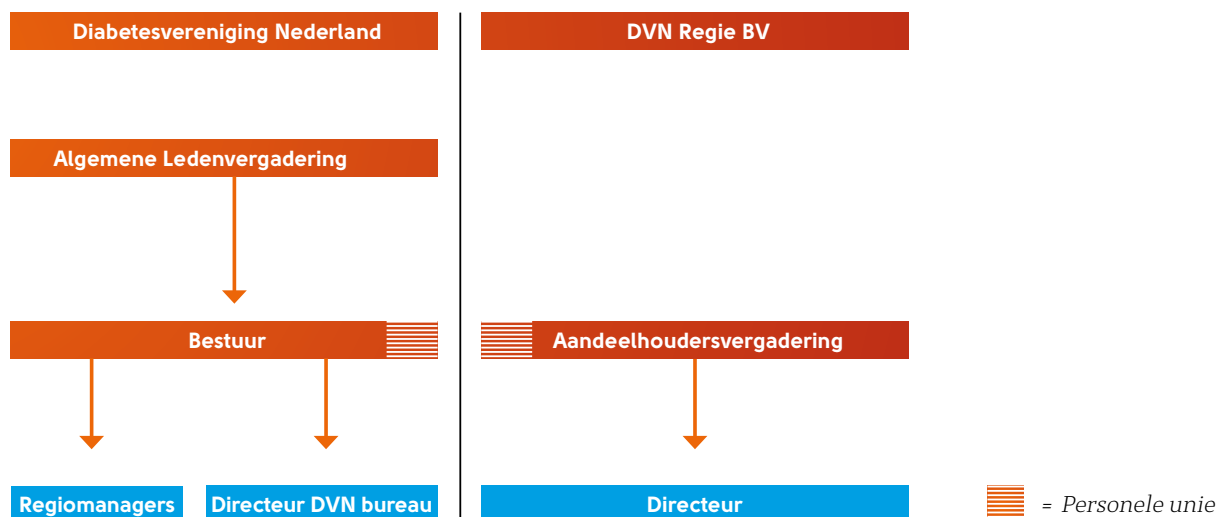 Diabetesvereniging Nederland
DVN Regie BV
Algemene Ledenvergadering
Bestuur
Aandeelhoudersvergadering
Regiomanagers
Directeur DVN bureau
Directeur
= Personele unie